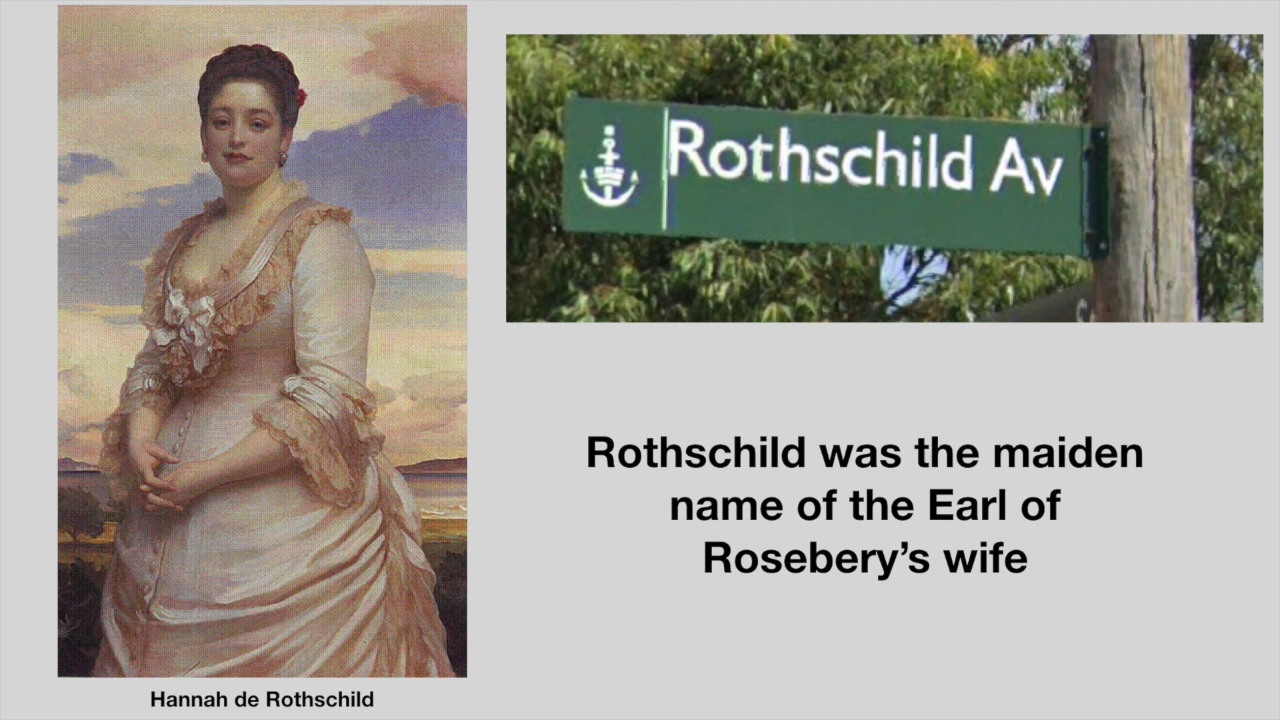 Rothschild Av
Rothschild was the maiden
name of the Earl of
Rosebery’s wife
Hannah de Rothschild